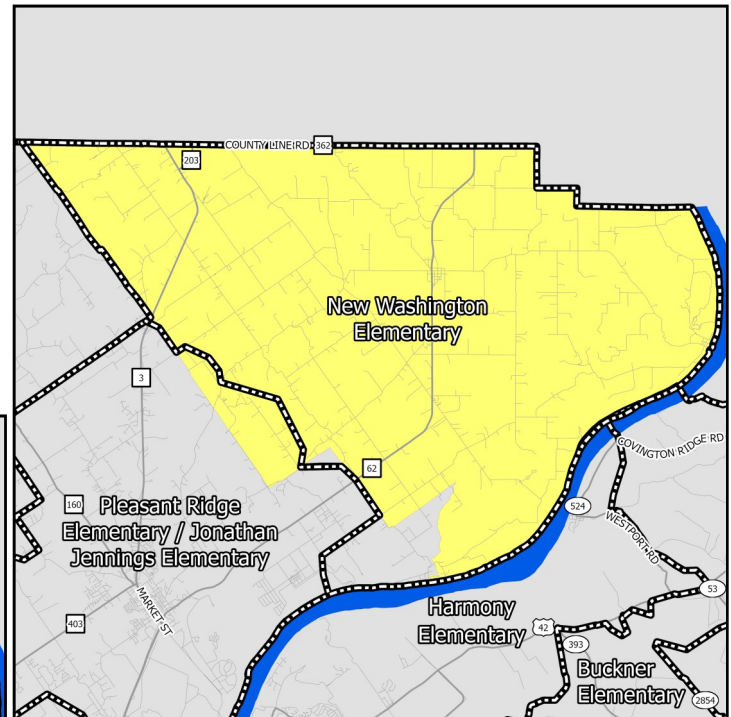 COUNTY LINE RD
362
203
New Washington
Elementary
3
62
COVINGTON RIDGE RD
524
160
Pleasant Ridge
Elementary / Jonathan
Jennings Elementary
WESTPORT RD
53
MARKET ST
403
Harmony
Elementary
42
393
Buckner
Elementary
2854